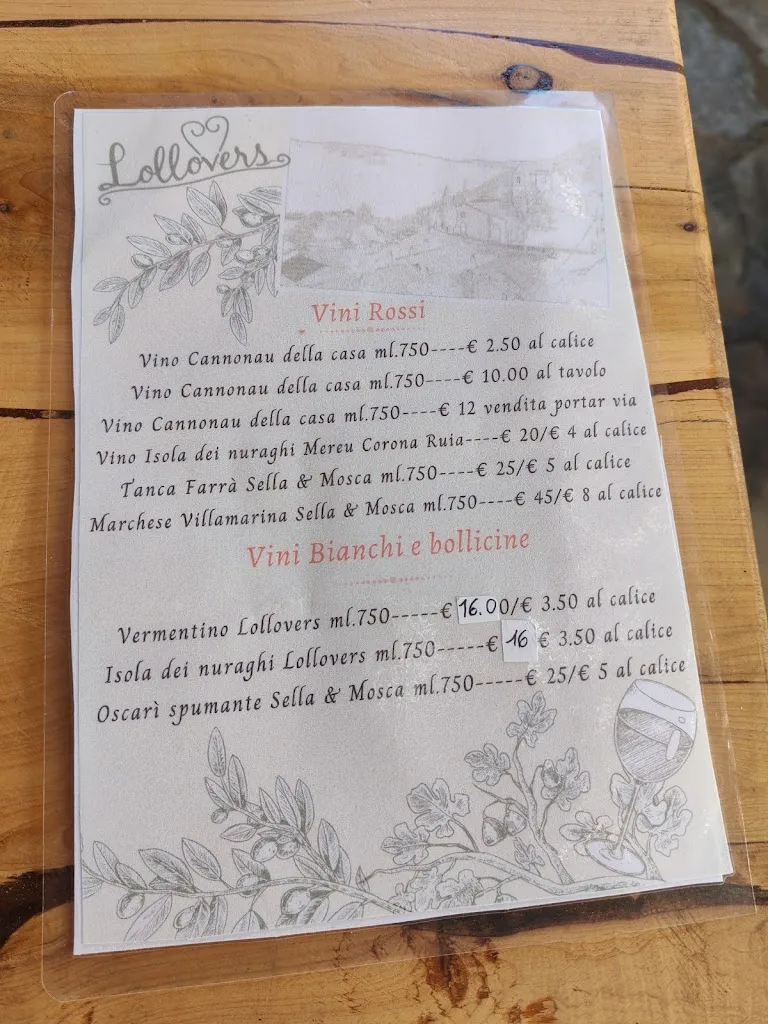 Lollovers
Vini Rossi
Vino Cannonau della casa ml.750----€ 2.50 al calice
Vino Cannonau della casa ml.750----€ 10.00 al tavolo
Vino Cannonau della casa ml.750----€ 12 vendita portar via
Vino Isola dei nuraghi Mereu Corona Ruia----€ 20/€ 4 al calice
Tanca Farrà Sella & Mosca ml.750----€ 25/€ 5 al calice
Marchese Villamarina Sella & Mosca ml.750----€ 45/€ 8 al calice
Vini Bianchi e bollicine
Vermentino Lollovers ml.750-----€ 16.00/€ 3.50 al calice
Isola dei nuraghi Lollovers ml.750-----€ 16 € 3.50 al calice
Oscarì spumante Sella & Mosca ml.750-----€ 25/€ 5 al calice